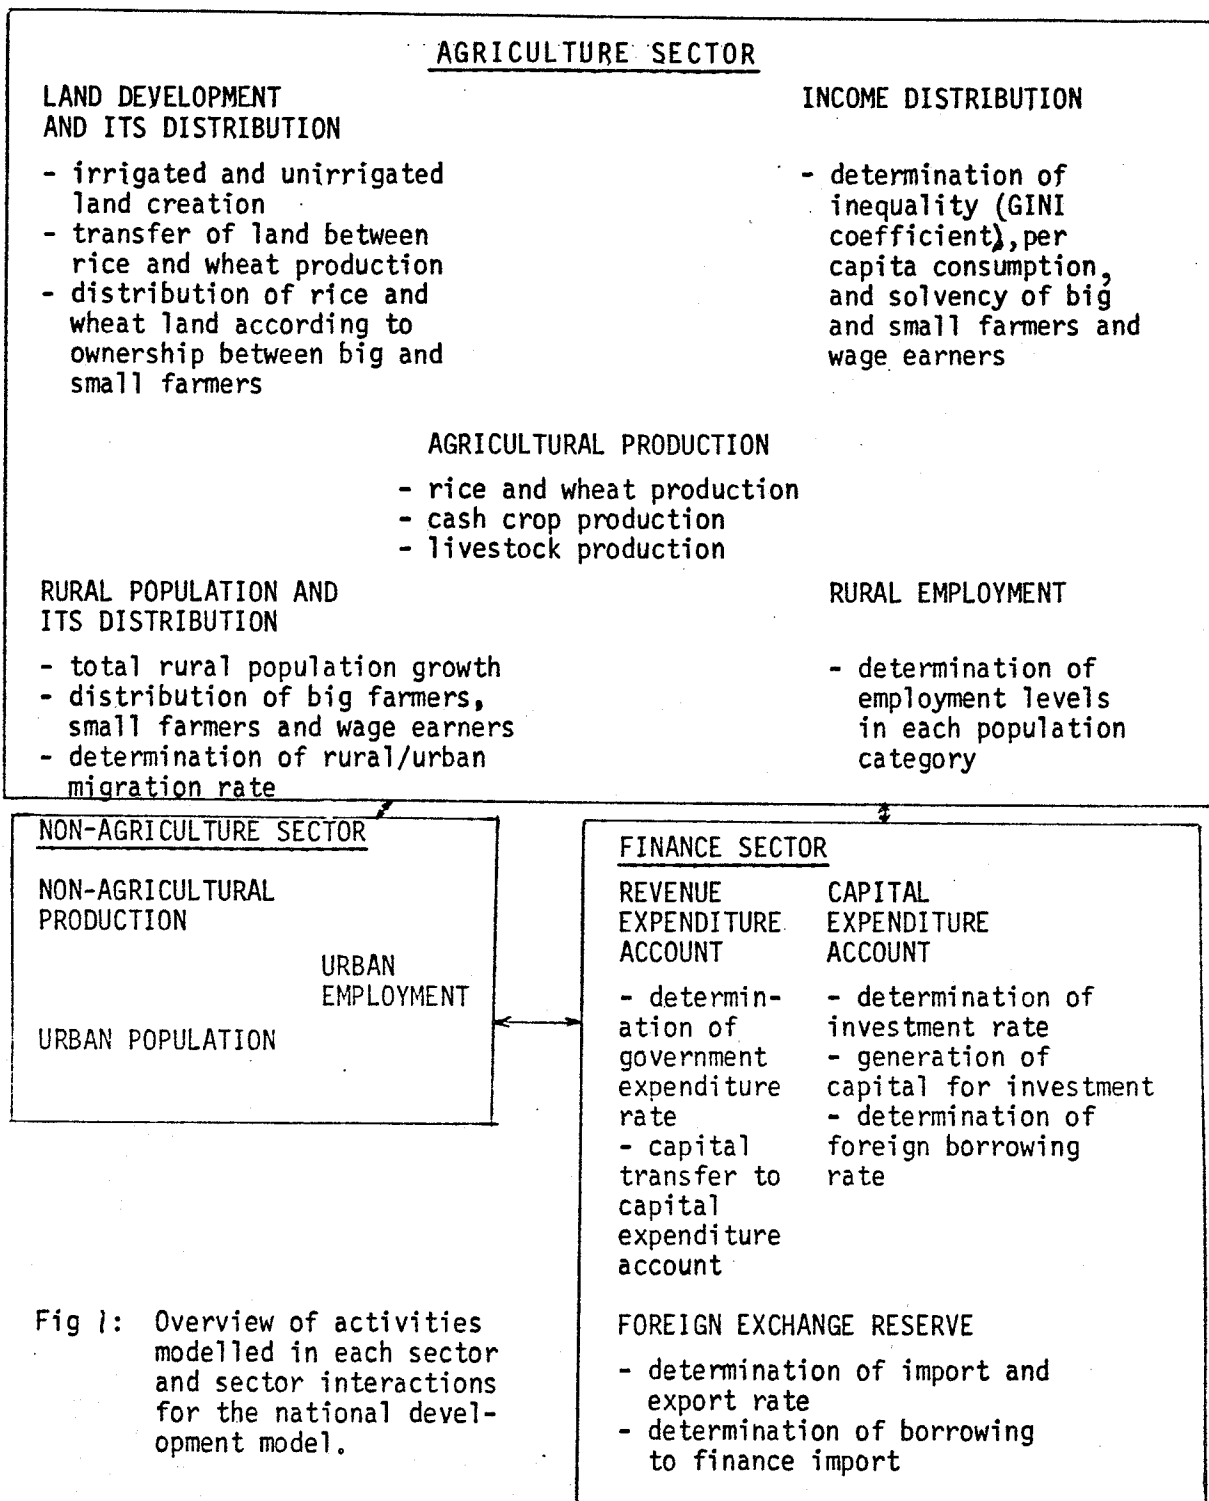 AGRICULTURE SECTOR
LAND DEVELOPMENT
AND ITS DISTRIBUTION
- irrigated and unirrigated
land creation
- transfer of land between
rice and wheat production
- distribution of rice and
wheat land according to
ownership between big and
small farmers
INCOME DISTRIBUTION
- determination of
inequality (GINI
coefficient), per
capita consumption,
and solvency of big
and small farmers and
wage earners
AGRICULTURAL PRODUCTION
- rice and wheat production
- cash crop production
- livestock production
RURAL POPULATION AND
ITS DISTRIBUTION
- total rural population growth
- distribution of big farmers,
small farmers and wage earners
- determination of rural/urban
migration rate
RURAL EMPLOYMENT
- determination of
employment levels
in each population
category
NON-AGRICULTURE SECTOR
NON-AGRICULTURAL
PRODUCTION
URBAN
EMPLOYMENT
URBAN POPULATION
FINANCE SECTOR
REVENUE
EXPENDITURE
ACCOUNT
- determin-
ation of
government
expenditure
rate
- capital
transfer to
capital
expenditure
account
CAPITAL
EXPENDITURE
ACCOUNT
- determination of
investment rate
- generation of
capital for investment
- determination of
foreign borrowing
rate
FOREIGN EXCHANGE RESERVE
- determination of import and
export rate
- determination of borrowing
to finance import
Fig 1: Overview of activities
modelled in each sector
and sector interactions
for the national devel-
opment model.